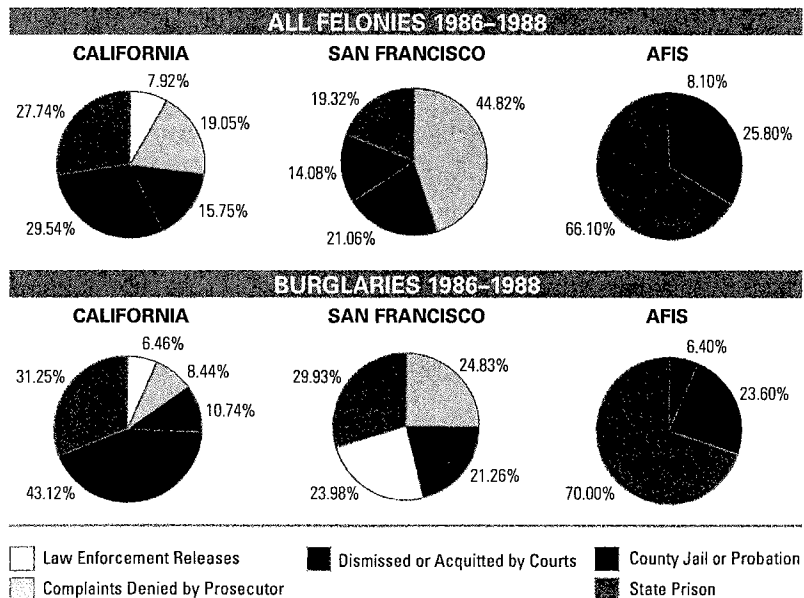 ALL FELONIES 1986–1988
CALIFORNIA SAN FRANCISCO AFIS
7.92%
19.05%
15.75%
29.54%
27.74%
44.82%
21.06%
14.08%
19.32%
8.10%
25.80%
66.10%
BURGLARIES 1986–1988
CALIFORNIA SAN FRANCISCO AFIS
6.46%
8.44%
10.74%
43.12%
31.25%
24.83%
21.26%
23.98%
29.93%
6.40%
23.60%
70.00%
Law Enforcement Releases
Complaints Denied by Prosecutor
Dismissed or Acquitted by Courts
County Jail or Probation
State Prison